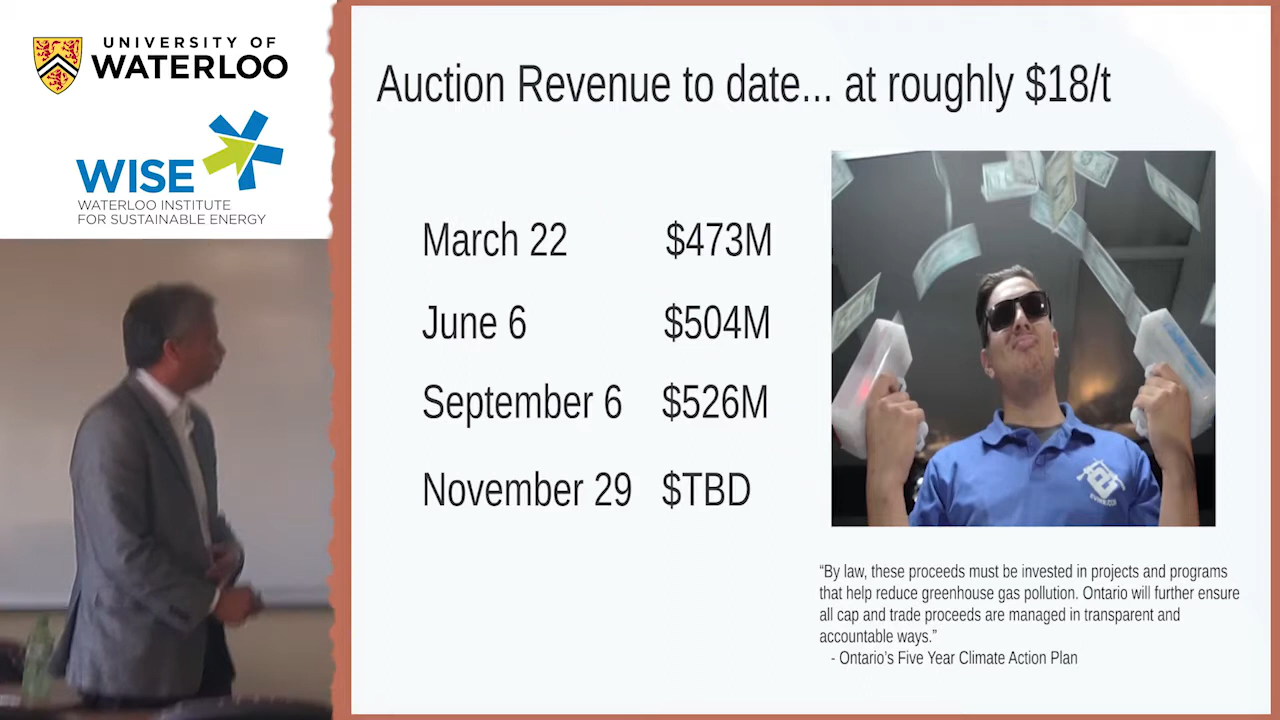 UNIVERSITY OF
WATERLOO
WISE
WATERLOO INSTITUTE
FOR SUSTAINABLE ENERGY
Auction Revenue to date... at roughly $18/t
March 22 $473M
June 6 $504M
September 6 $526M
November 29 $TBD
“By law, these proceeds must be invested in projects and programs
that help reduce greenhouse gas pollution. Ontario will further ensure
all cap and trade proceeds are managed in transparent and
accountable ways.”
- Ontario’s Five Year Climate Action Plan